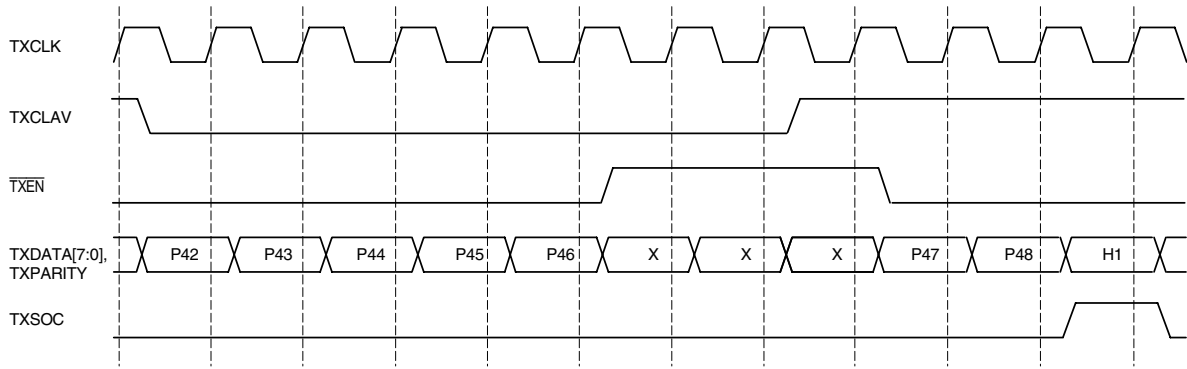 TXCLK
TXCLAV
TXEN
TXDATA[7:0],
TXPARITY
P42 P43 P44 P45 P46 X X X P47 P48 H1
TXSOC